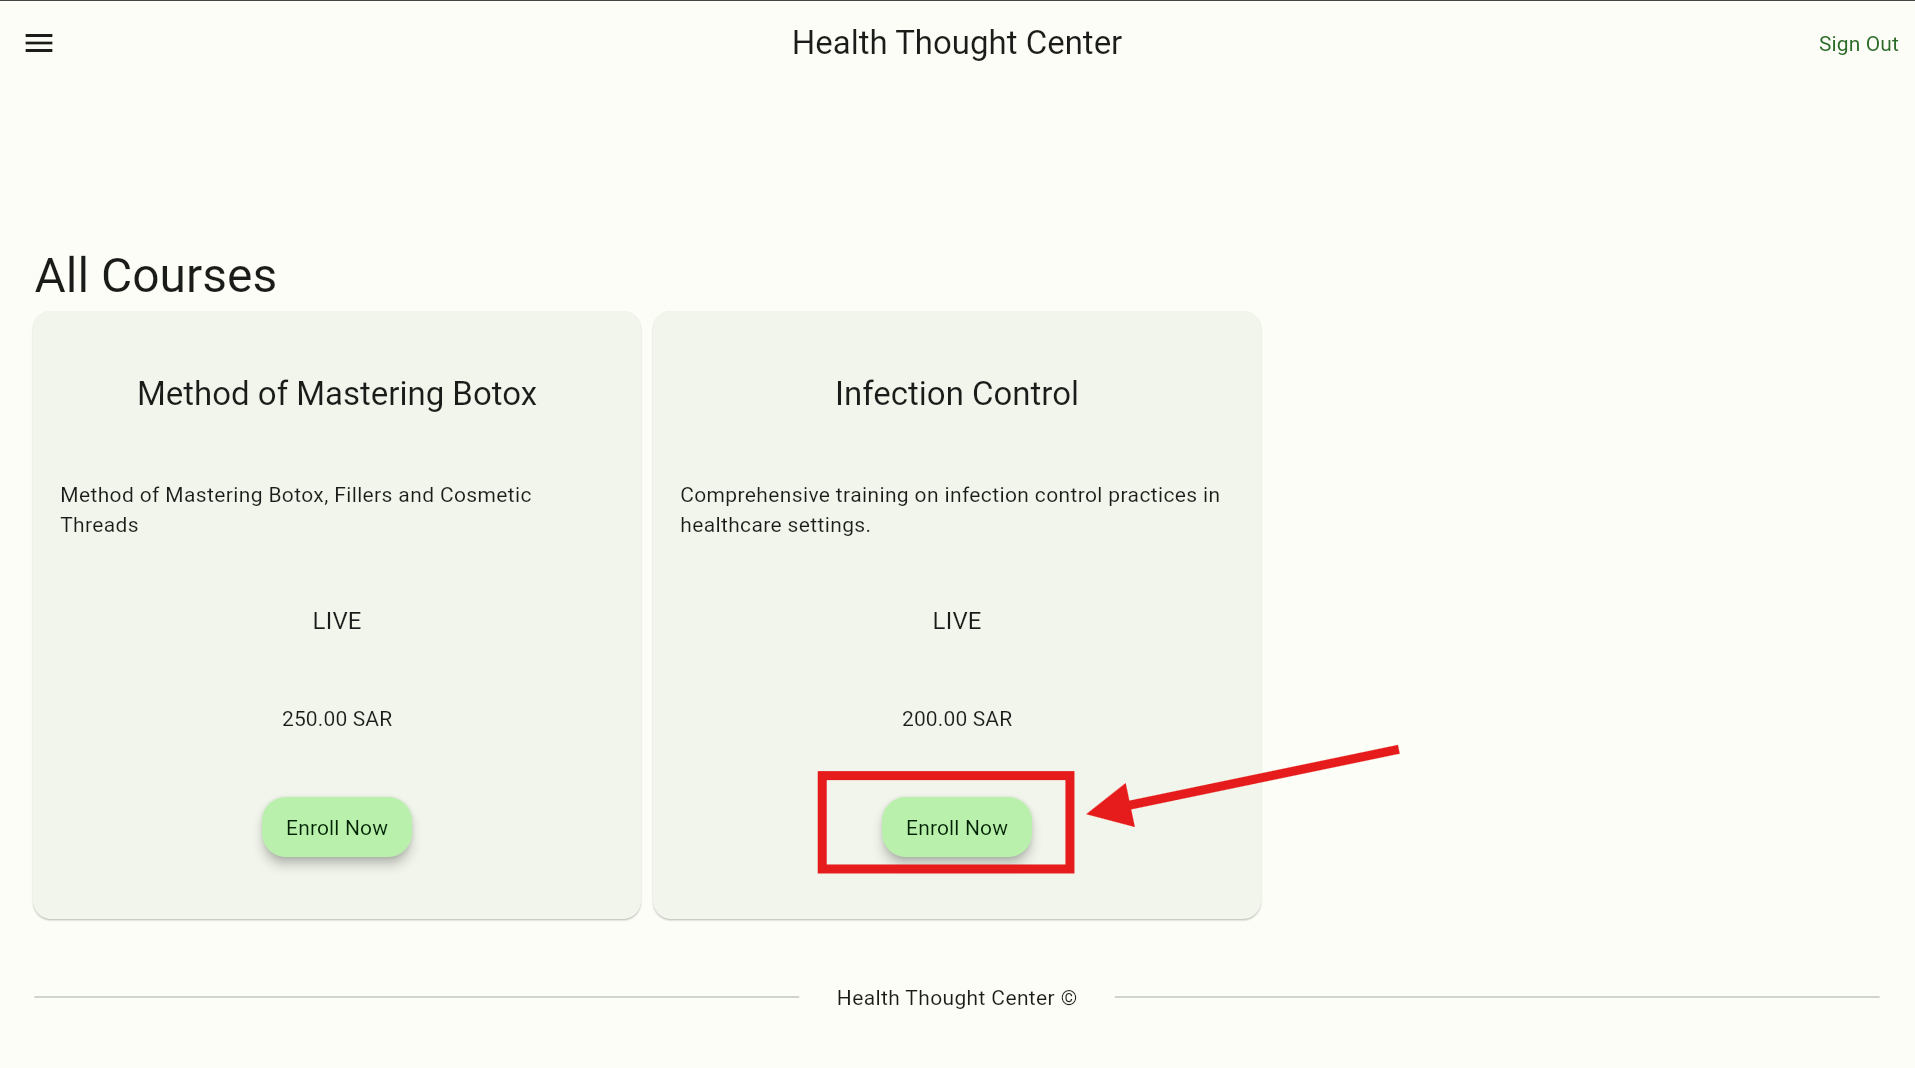 Health Thought Center
Sign Out
All Courses
Method of Mastering Botox
Method of Mastering Botox, Fillers and Cosmetic
Threads
LIVE
250.00 SAR
Enroll Now
Infection Control
Comprehensive training on infection control practices in
healthcare settings.
LIVE
200.00 SAR
Enroll Now
Health Thought Center ©